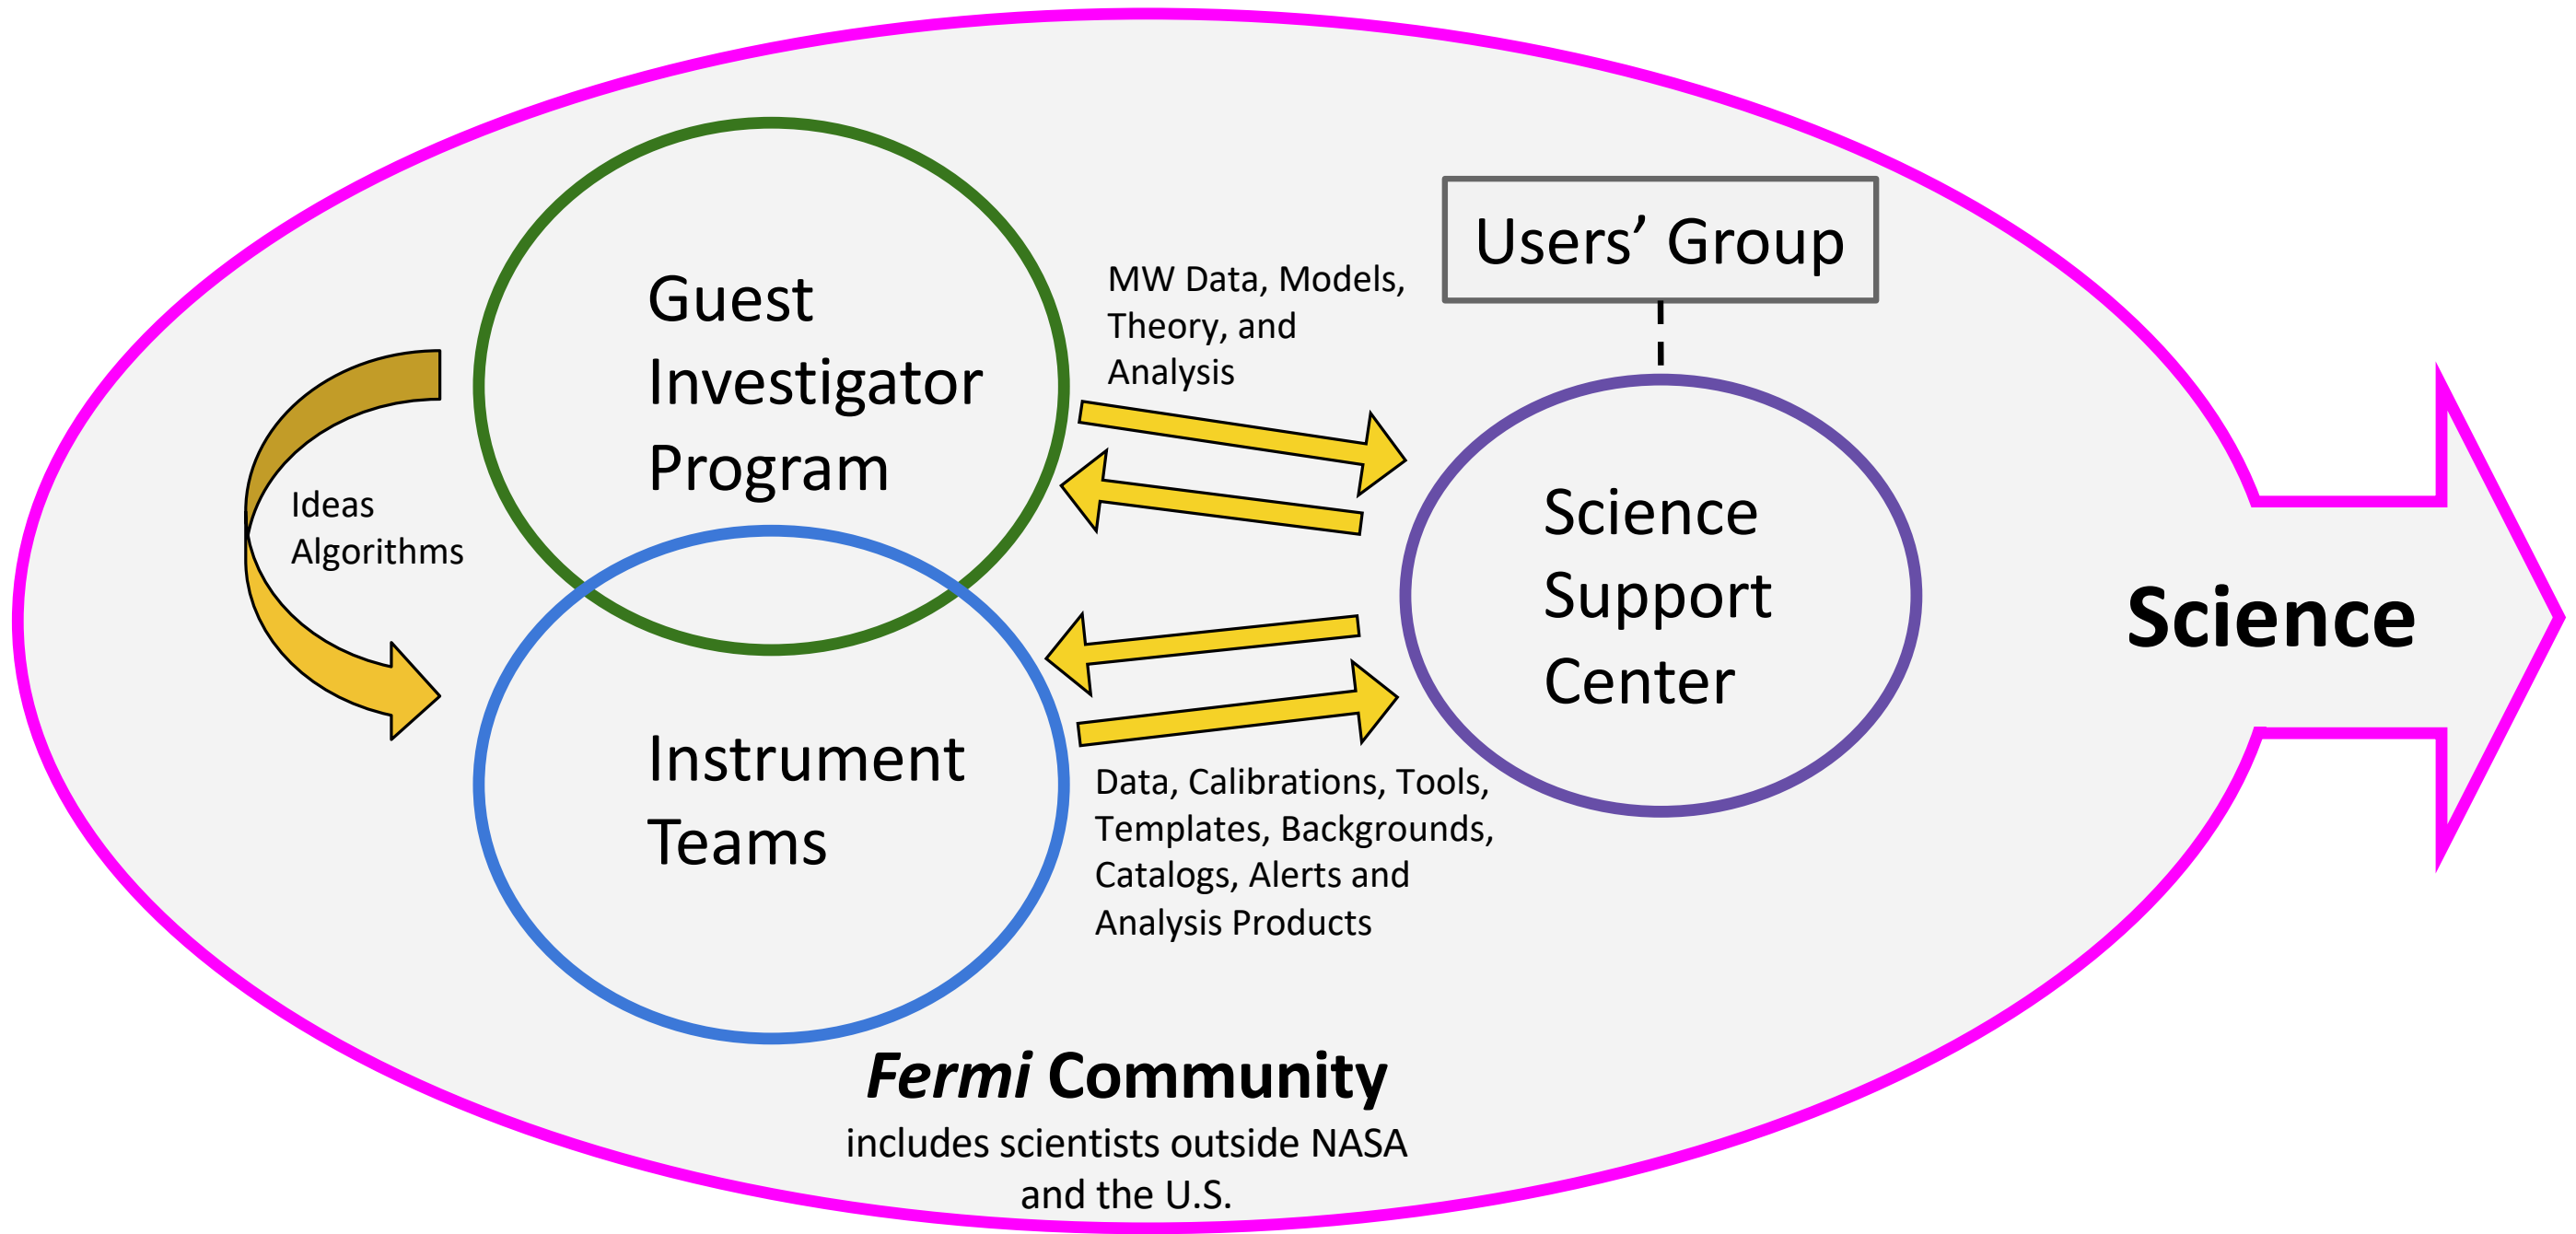 Guest
Investigator
Program
MW Data, Models,
Theory, and
Analysis
Users’ Group
Ideas
Algorithms
Science
Support
Center
Science
Instrument
Teams
Data, Calibrations, Tools,
Templates, Backgrounds,
Catalogs, Alerts and
Analysis Products
Fermi Community
includes scientists outside NASA
and the U.S.